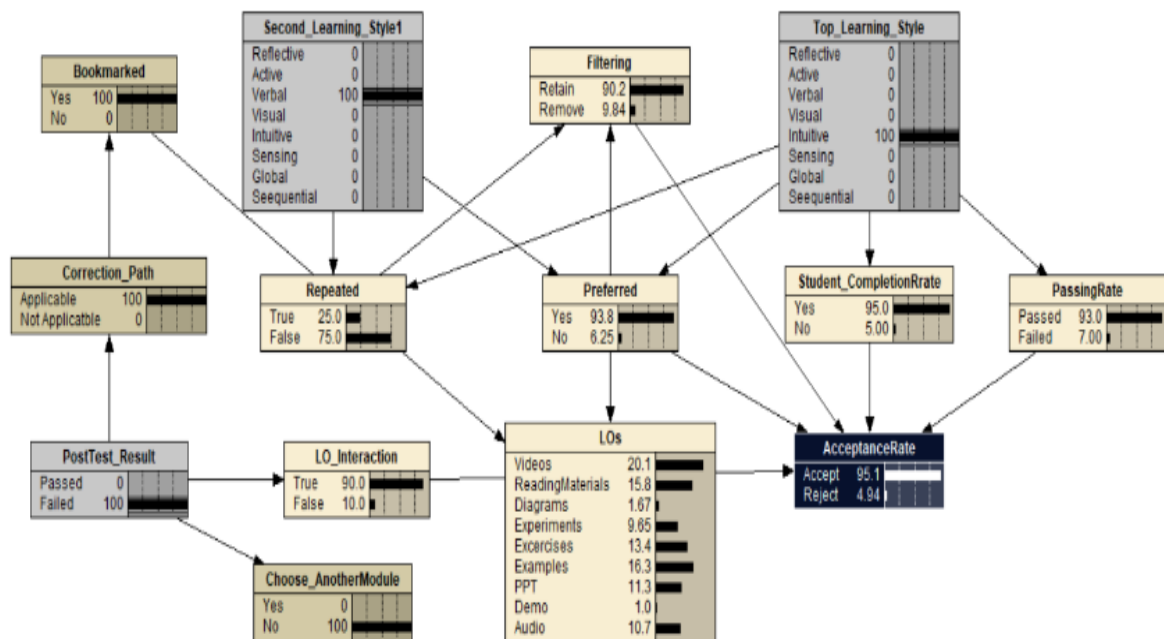 Second_Learning_Style1
Reflective 0
Active 0
Verbal 100
Visual 0
Intuitive 0
Sensing 0
Global 0
Seequential 0
Top_Learning_Style
Reflective 0
Active 0
Verbal 0
Visual 0
Intuitive 100
Sensing 0
Global 0
Seequential 0
Bookmarked
Yes 100
No 0
Filtering
Retain 90.2
Remove 9.84
Correction_Path
Applicable 100
Not Applicatble 0
Repeated
True 25.0
False 75.0
Preferred
Yes 93.8
No 6.25
Student_CompletionRrate
Yes 95.0
No 5.00
PassingRate
Passed 93.0
Failed 7.00
PostTest_Result
Passed 0
Failed 100
LO_Interaction
True 90.0
False 10.0
LOs
Videos 20.1
ReadingMaterials 15.8
Diagrams 1.67
Experiments 9.65
Excercises 13.4
Examples 16.3
PPT 11.3
Demo 1.0
Audio 10.7
AcceptanceRate
Accept 95.1
Reject 4.94
Choose_AnotherModule
Yes 0
No 100